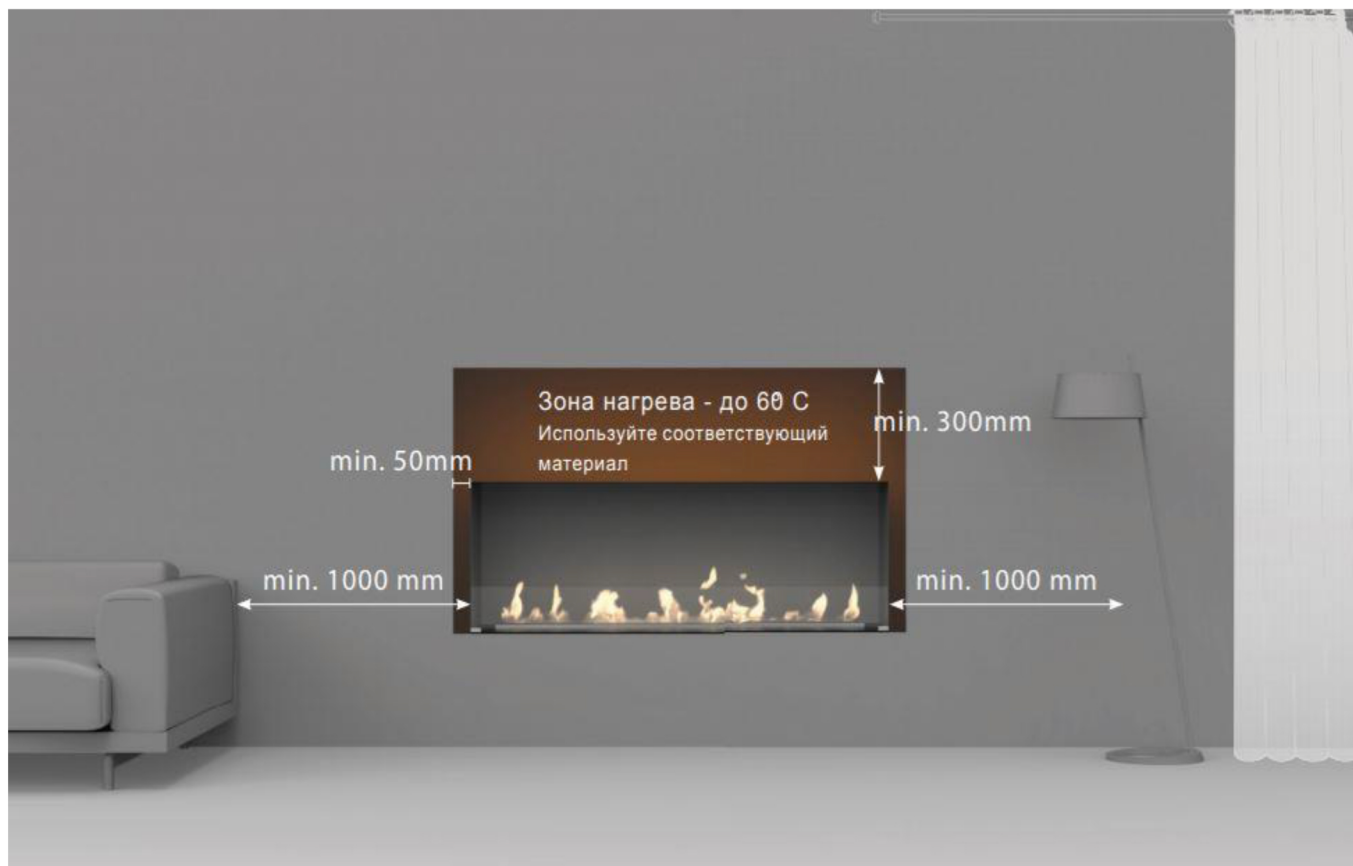 Зона нагрева - до 60 С
Используйте соответствующий
материал
min. 300mm
min. 50mm
min. 1000 mm
min. 1000 mm